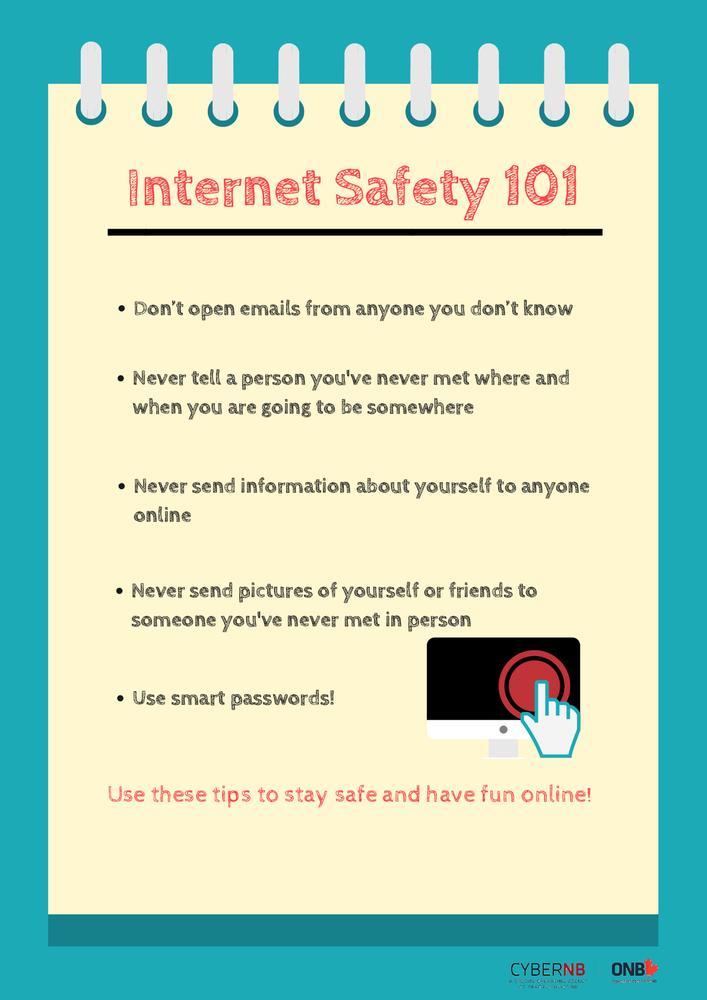 Internet Safety 101
• Don't open emails from anyone you don't know
• Never tell a person you've never met where and
when you are going to be somewhere
• Never send information about yourself to anyone
online
• Never send pictures of yourself or friends to
someone you've never met in person
• Use smart passwords!
Use these tips to stay safe and have fun online!
CYBERNB
A SPECIAL OPERATING AGENCY
OF OPPORTUNITIES NB
ONB